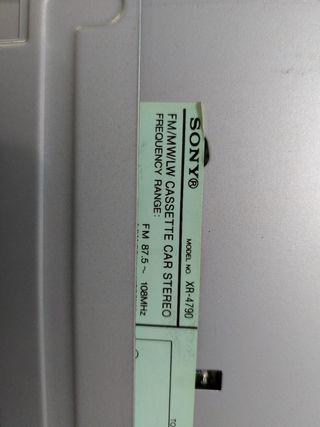 SONY® MODEL NO. XR-4790
FM/MW/LW CASSETTE CAR STEREO
FREQUENCY RANGE:
FM 87.5 ~ 108MHz